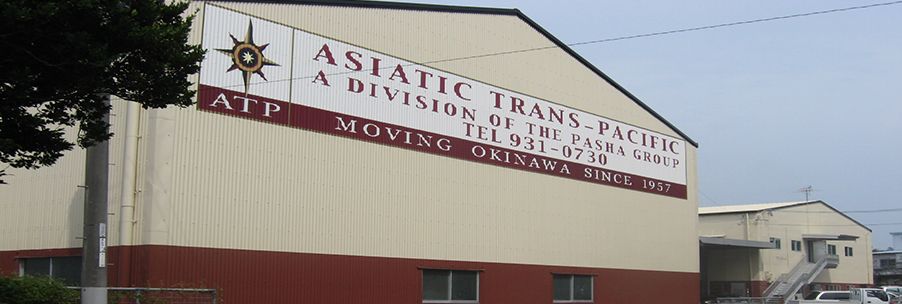 ATP
ASIATIC TRANS-PACIFIC
A DIVISION OF THE PASHA GROUP
TEL 931-0730
MOVING OKINAWA SINCE 1957